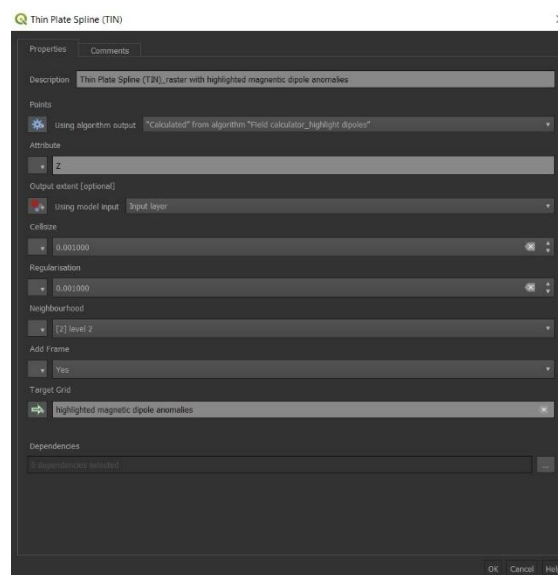 Thin Plate Spline (TIN)
Properties
Comments
Description
Thin Plate Spline (TIN)_raster with highlighted magnentic dipole anomalies
Points
Using algorithm output
"Calculated" from algorithm "Field calculator_highlight dipoles"
Attribute
Z
Output extent [optional]
Using model input
Input layer
Cellsize
0.001000
Regularisation
0.001000
Neighbourhood
[2] level 2
Add Frame
Yes
Target Grid
highlighted magnetic dipole anomalies
Dependencies
0 dependencies selected
...
OK Cancel Hel